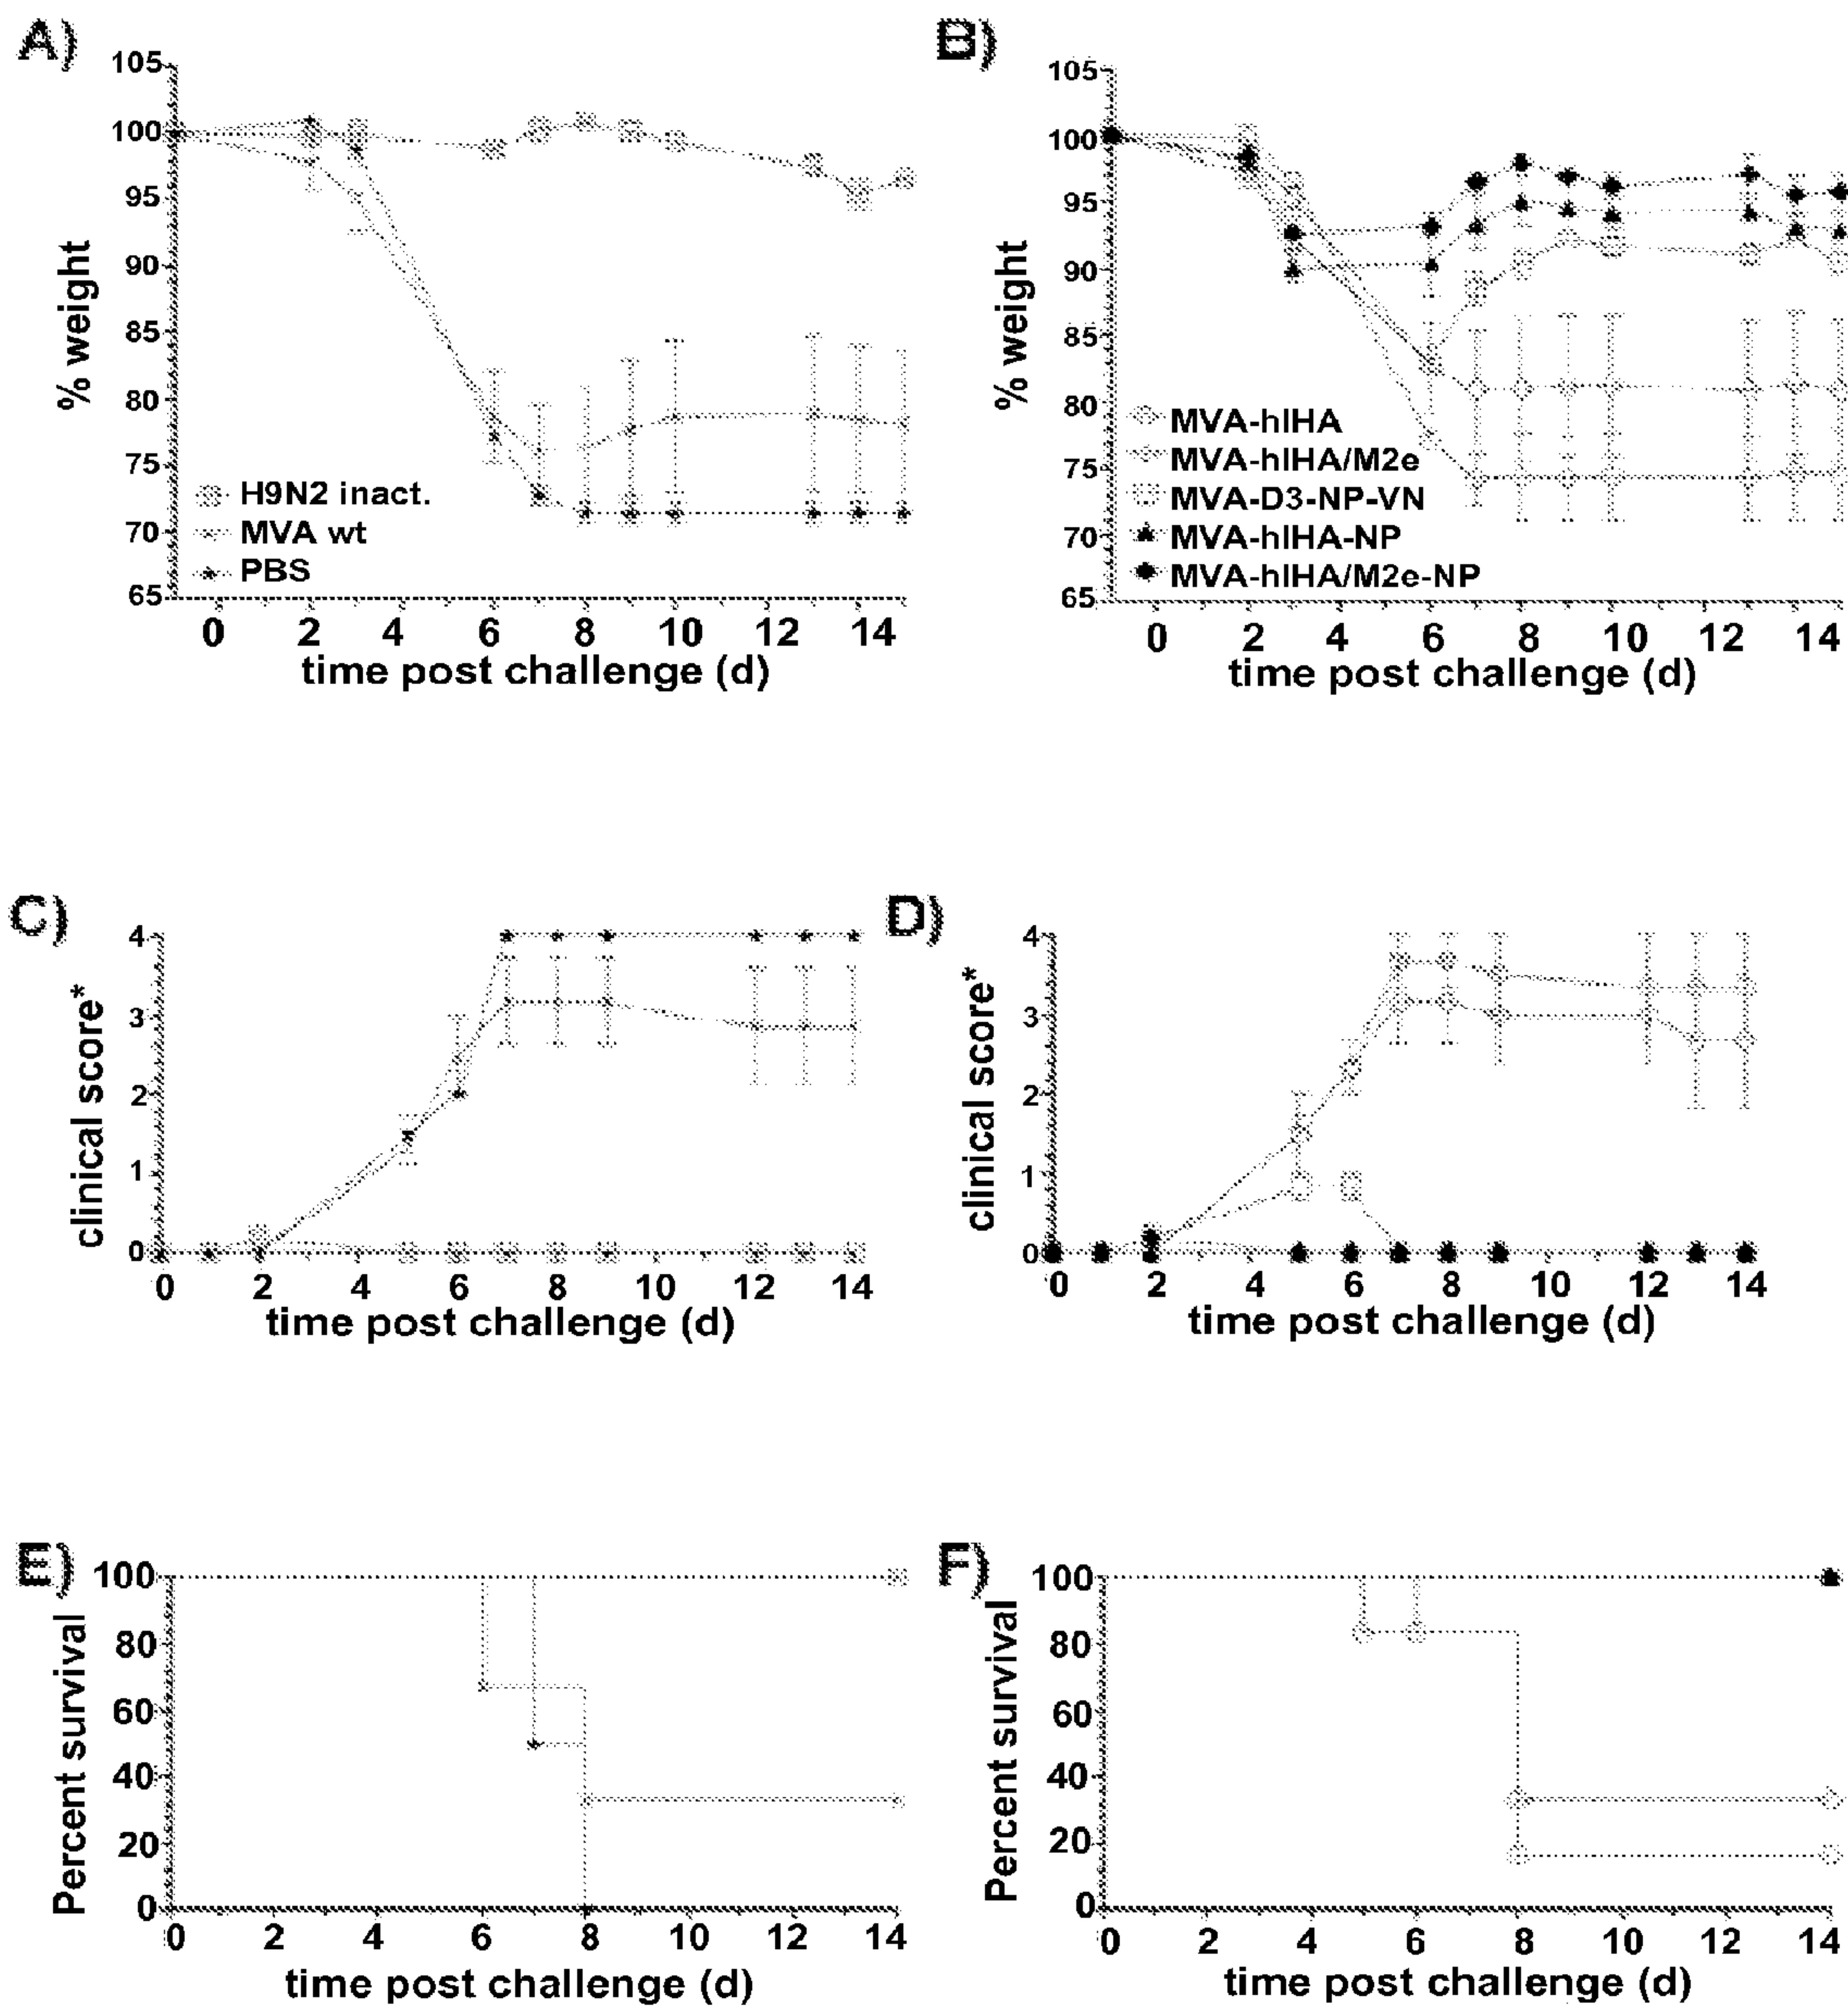 A)
105
100
95
90
85
80
75
70
65
% weight
H9N2 inact.
MVA wt
PBS
0 2 4 6 8 10 12 14
time post challenge (d)
B)
105
100
95
90
85
80
75
70
65
% weight
MVA-hlHA
MVA-hlHA/M2e
MVA-D3-NP-VN
MVA-hlHA-NP
MVA-hlHA/M2e-NP
0 2 4 6 8 10 12 14
time post challenge (d)
C)
4
3
2
1
0
clinical score*
0 2 4 6 8 10 12 14
time post challenge (d)
D)
4
3
2
1
0
clinical score*
0 2 4 6 8 10 12 14
time post challenge (d)
E)
100
80
60
40
20
0
Percent survival
0 2 4 6 8 10 12 14
time post challenge (d)
F)
100
80
60
40
20
0
Percent survival
0 2 4 6 8 10 12 14
time post challenge (d)